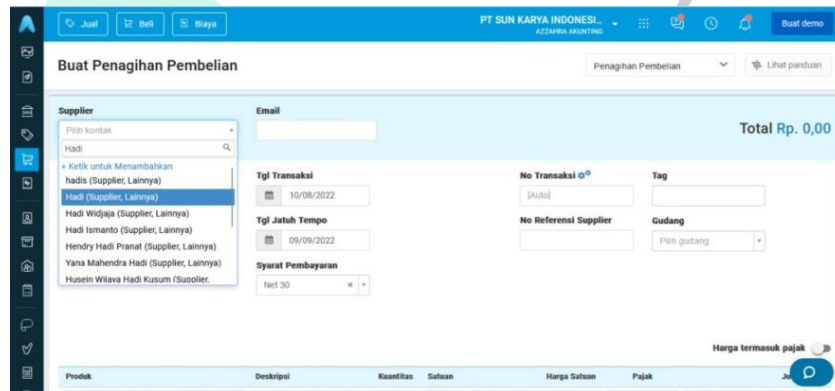 Jual
Beli
Biaya
PT SUN KARYA INDONESI...
AZZAHRA AKUNTING
Buat demo
Buat Penagihan Pembelian
Penagihan Pembelian
Lihat panduan
Supplier
Email
Pilih kontak
Total Rp. 0,00
Hadi
+ Ketik untuk Menambahkan
hadis (Supplier, Lainnya)
Hadi (Supplier, Lainnya)
Hadi Widjaja (Supplier, Lainnya)
Hadi Ismanto (Supplier, Lainnya)
Hendry Hadi Pranat (Supplier, Lainnya)
Yana Mahendra Hadi (Supplier, Lainnya)
Husein Wijaya Hadi Kusum (Supplier,
Tgl Transaksi
No Transaksi
Tag
10/08/2022
[Auto]
Tgl Jatuh Tempo
No Referensi Supplier
Gudang
09/09/2022
Pilih gudang
Syarat Pembayaran
Net 30
Harga termasuk pajak
Produk
Deskripsi
Kuantitas
Satuan
Harga Satuan
Pajak